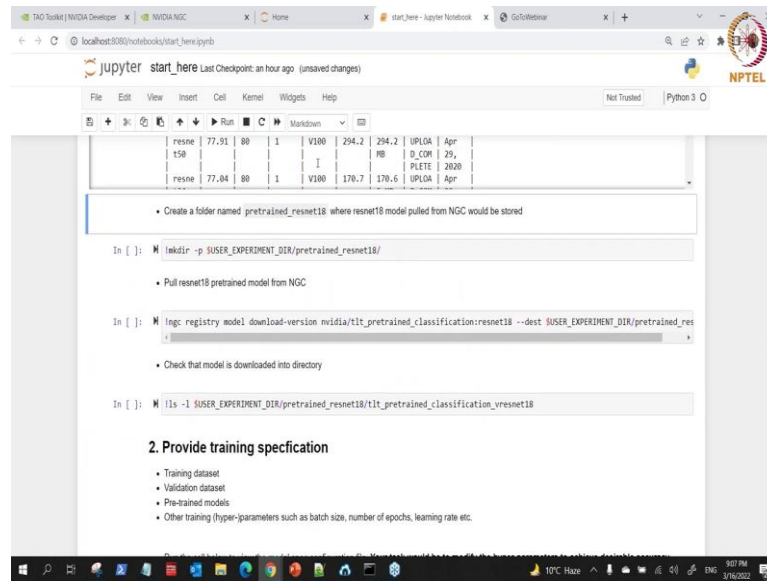 TAO Toolkit | NVIDIA Developer
NVIDIA NGC
Home
start_here - Jupyter Notebook
GoToWebinar
localhost:8080/notebooks/start_here.ipynb
NPTEL
jupyter start_here Last Checkpoint: an hour ago (unsaved changes)
File Edit View Insert Cell Kernel Widgets Help
Not Trusted
Python 3 O
Run
Markdown
| resne | 77.91 | 80 | 1 | V100 | 294.2 | 294.2 | UPLOA | Apr |
| t50 | | | | | | MB | D_COM | 29, |
| | | | | | | | PLETE | 2020 |
| resne | 77.04 | 80 | 1 | V100 | 170.7 | 170.6 | UPLOA | Apr |
• Create a folder named pretrained_resnet18 where resnet18 model pulled from NGC would be stored
In [ ]: !mkdir -p $USER_EXPERIMENT_DIR/pretrained_resnet18/
• Pull resnet18 pretrained model from NGC
In [ ]: !ngc registry model download-version nvidia/tlt_pretrained_classification:resnet18 --dest $USER_EXPERIMENT_DIR/pretrained_res
• Check that model is downloaded into directory
In [ ]: !ls -l $USER_EXPERIMENT_DIR/pretrained_resnet18/tlt_pretrained_classification_vresnet18
2. Provide training specfication
• Training dataset
• Validation dataset
• Pre-trained models
• Other training (hyper-)parameters such as batch size, number of epochs, learning rate etc.
10°C Haze
ENG
9:07 PM
3/16/2022